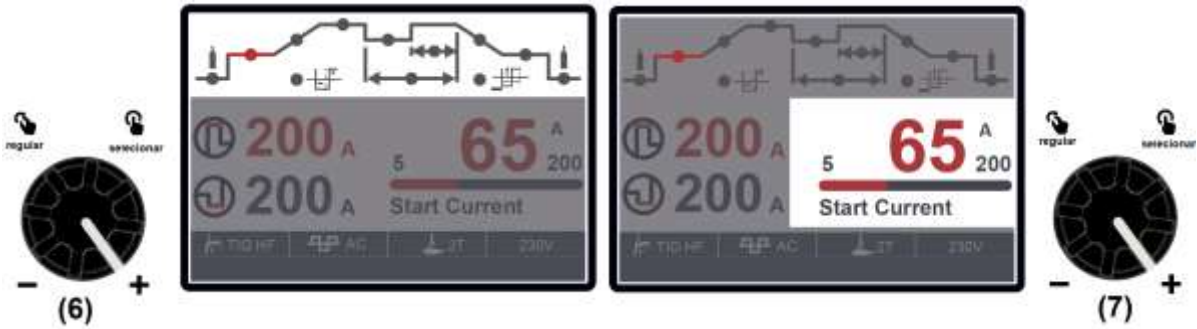 regular
selecionar
- +
(6)
200 A
200 A
65 A
5
200
Start Current
TIG HF
AC
2T
230V
200 A
200 A
65 A
5
200
Start Current
TIG HF
AC
2T
230V
regular
selecionar
- +
(7)